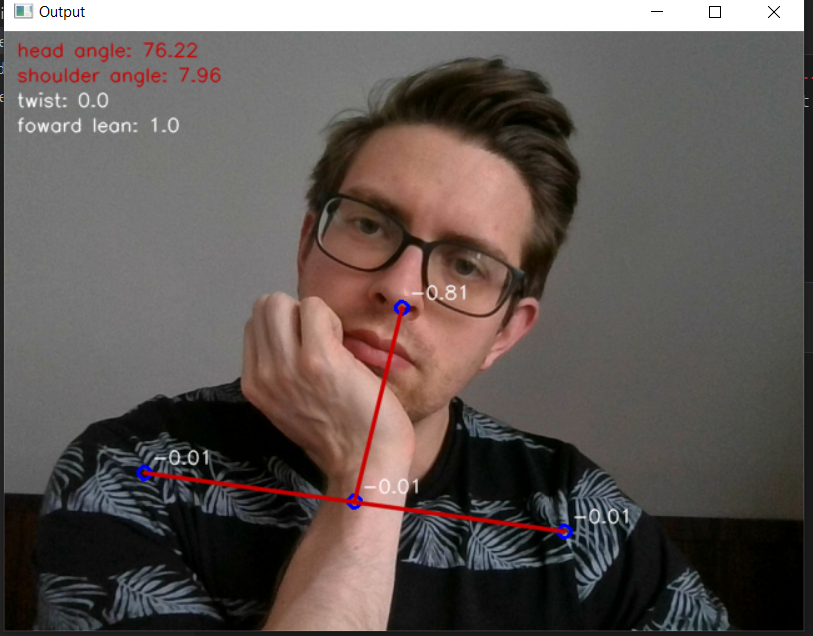 Output
head angle: 76.22
shoulder angle: 7.96
twist: 0.0
foward lean: 1.0
-0.81
-0.01
-0.01
-0.01